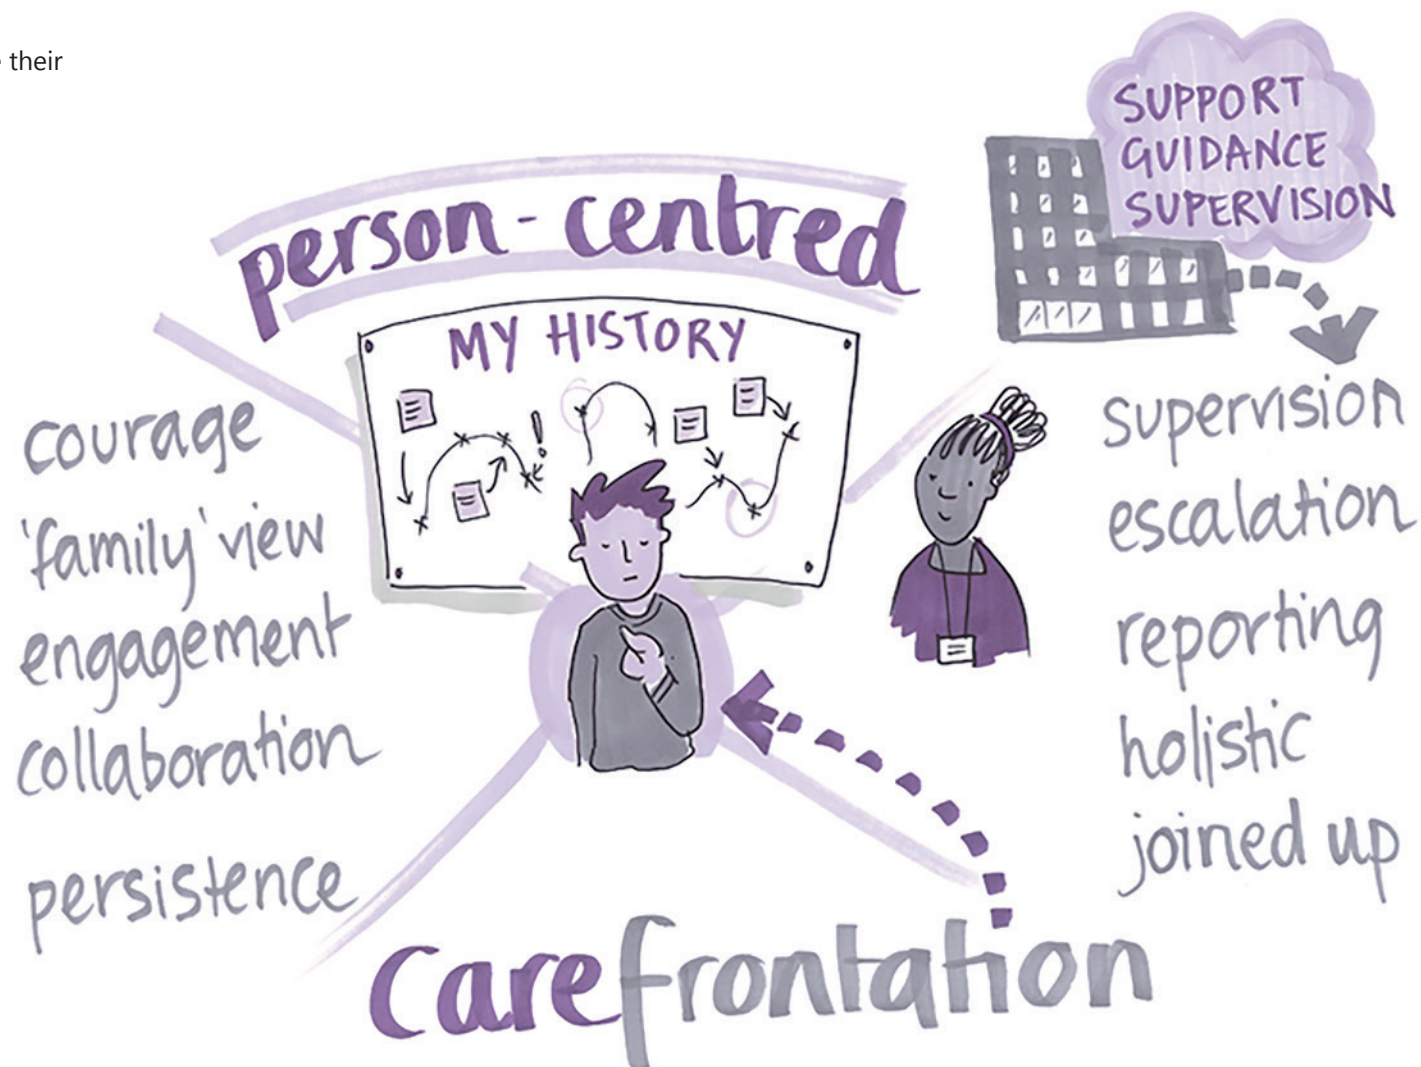 their
SUPPORT
GUIDANCE
SUPERVISION
person-centred
MY HISTORY
!
courage
'family' view
engagement
collaboration
persistence
supervision
escalation
reporting
holistic
joined up
Carefrontation